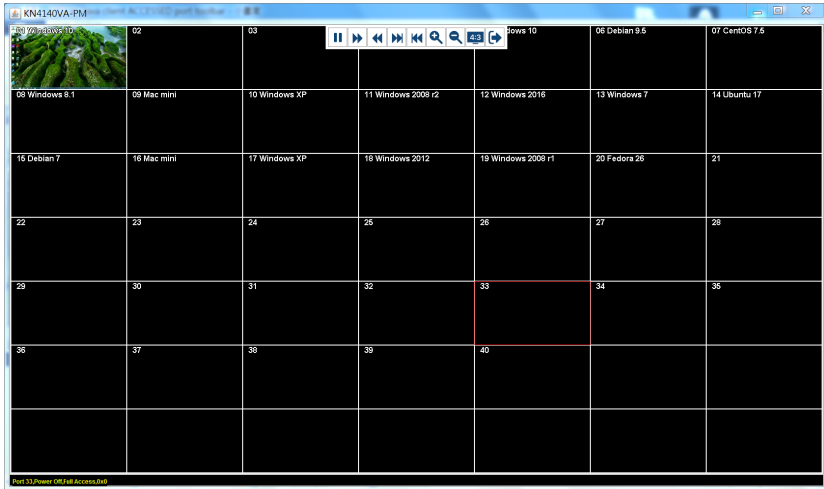 KN4140VA-PM
01 Windows 10
02
03
dows 10
06 Debian 9.5
07 CentOS 7.5
4:3
08 Windows 8.1
09 Mac mini
10 Windows XP
11 Windows 2008 r2
12 Windows 2016
13 Windows 7
14 Ubuntu 17
15 Debian 7
16 Mac mini
17 Windows XP
18 Windows 2012
19 Windows 2008 r1
20 Fedora 26
21
22
23
24
25
26
27
28
29
30
31
32
33
34
35
36
37
38
39
40
Port 33,Power Off,Full Access,0x0